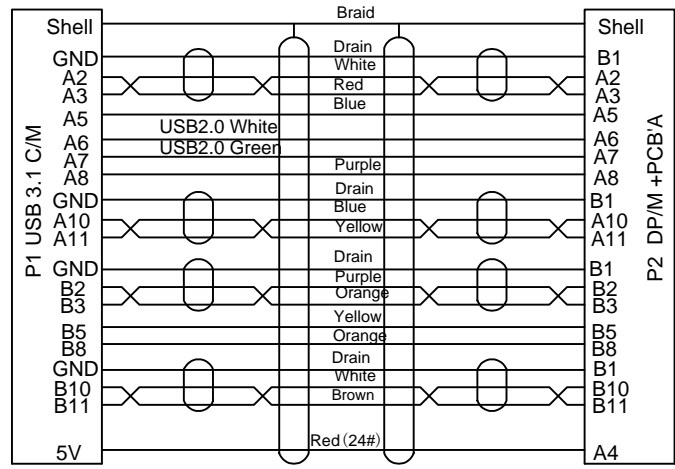 Braid
Shell Shell
Drain
GND B1
White
A2 A2
Red
A3 A3
Blue
A5 A5
USB2.0 White
A6 A6
USB2.0 Green
A7 A7
Purple
A8 A8
Drain
GND B1
Blue
A10 A10
Yellow
A11 A11
Drain
GND B1
Purple
B2 B2
Orange
B3 B3
Yellow
B5 B5
Orange
B8 B8
Drain
GND B1
White
B10 B10
Brown
B11 B11
Red(24#)
5V A4
P1 USB 3.1 C/M
P2 DP/M +PCB'A